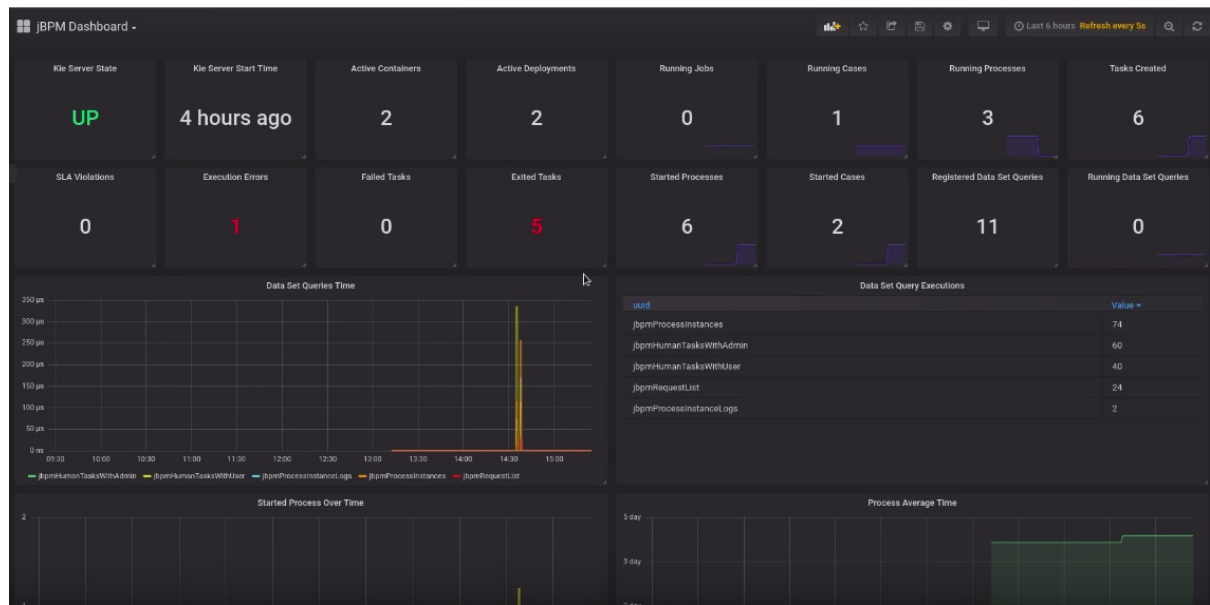 jBPM Dashboard
Last 6 hours Refresh every 5s
Kie Server State
Kie Server Start Time
Active Containers
Active Deployments
Running Jobs
Running Cases
Running Processes
Tasks Created
UP
4 hours ago
2
2
0
1
3
6
SLA Violations
Execution Errors
Failed Tasks
Exited Tasks
Started Processes
Started Cases
Registered Data Set Queries
Running Data Set Queries
0
1
0
5
6
2
11
0
Data Set Queries Time
350 µs
300 µs
250 µs
200 µs
150 µs
100 µs
50 µs
0 ns
09:30 10:00 10:30 11:00 11:30 12:00 12:30 13:00 13:30 14:00 14:30 15:00
jbpmHumanTasksWithAdmin jbpmHumanTasksWithUser jbpmProcessInstanceLogs jbpmProcessInstances jbpmRequestList
Data Set Query Executions
uuid Value
jbpmProcessInstances 74
jbpmHumanTasksWithAdmin 60
jbpmHumanTasksWithUser 40
jbpmRequestList 24
jbpmProcessInstanceLogs 2
Started Process Over Time
2
Process Average Time
5 day
3 day